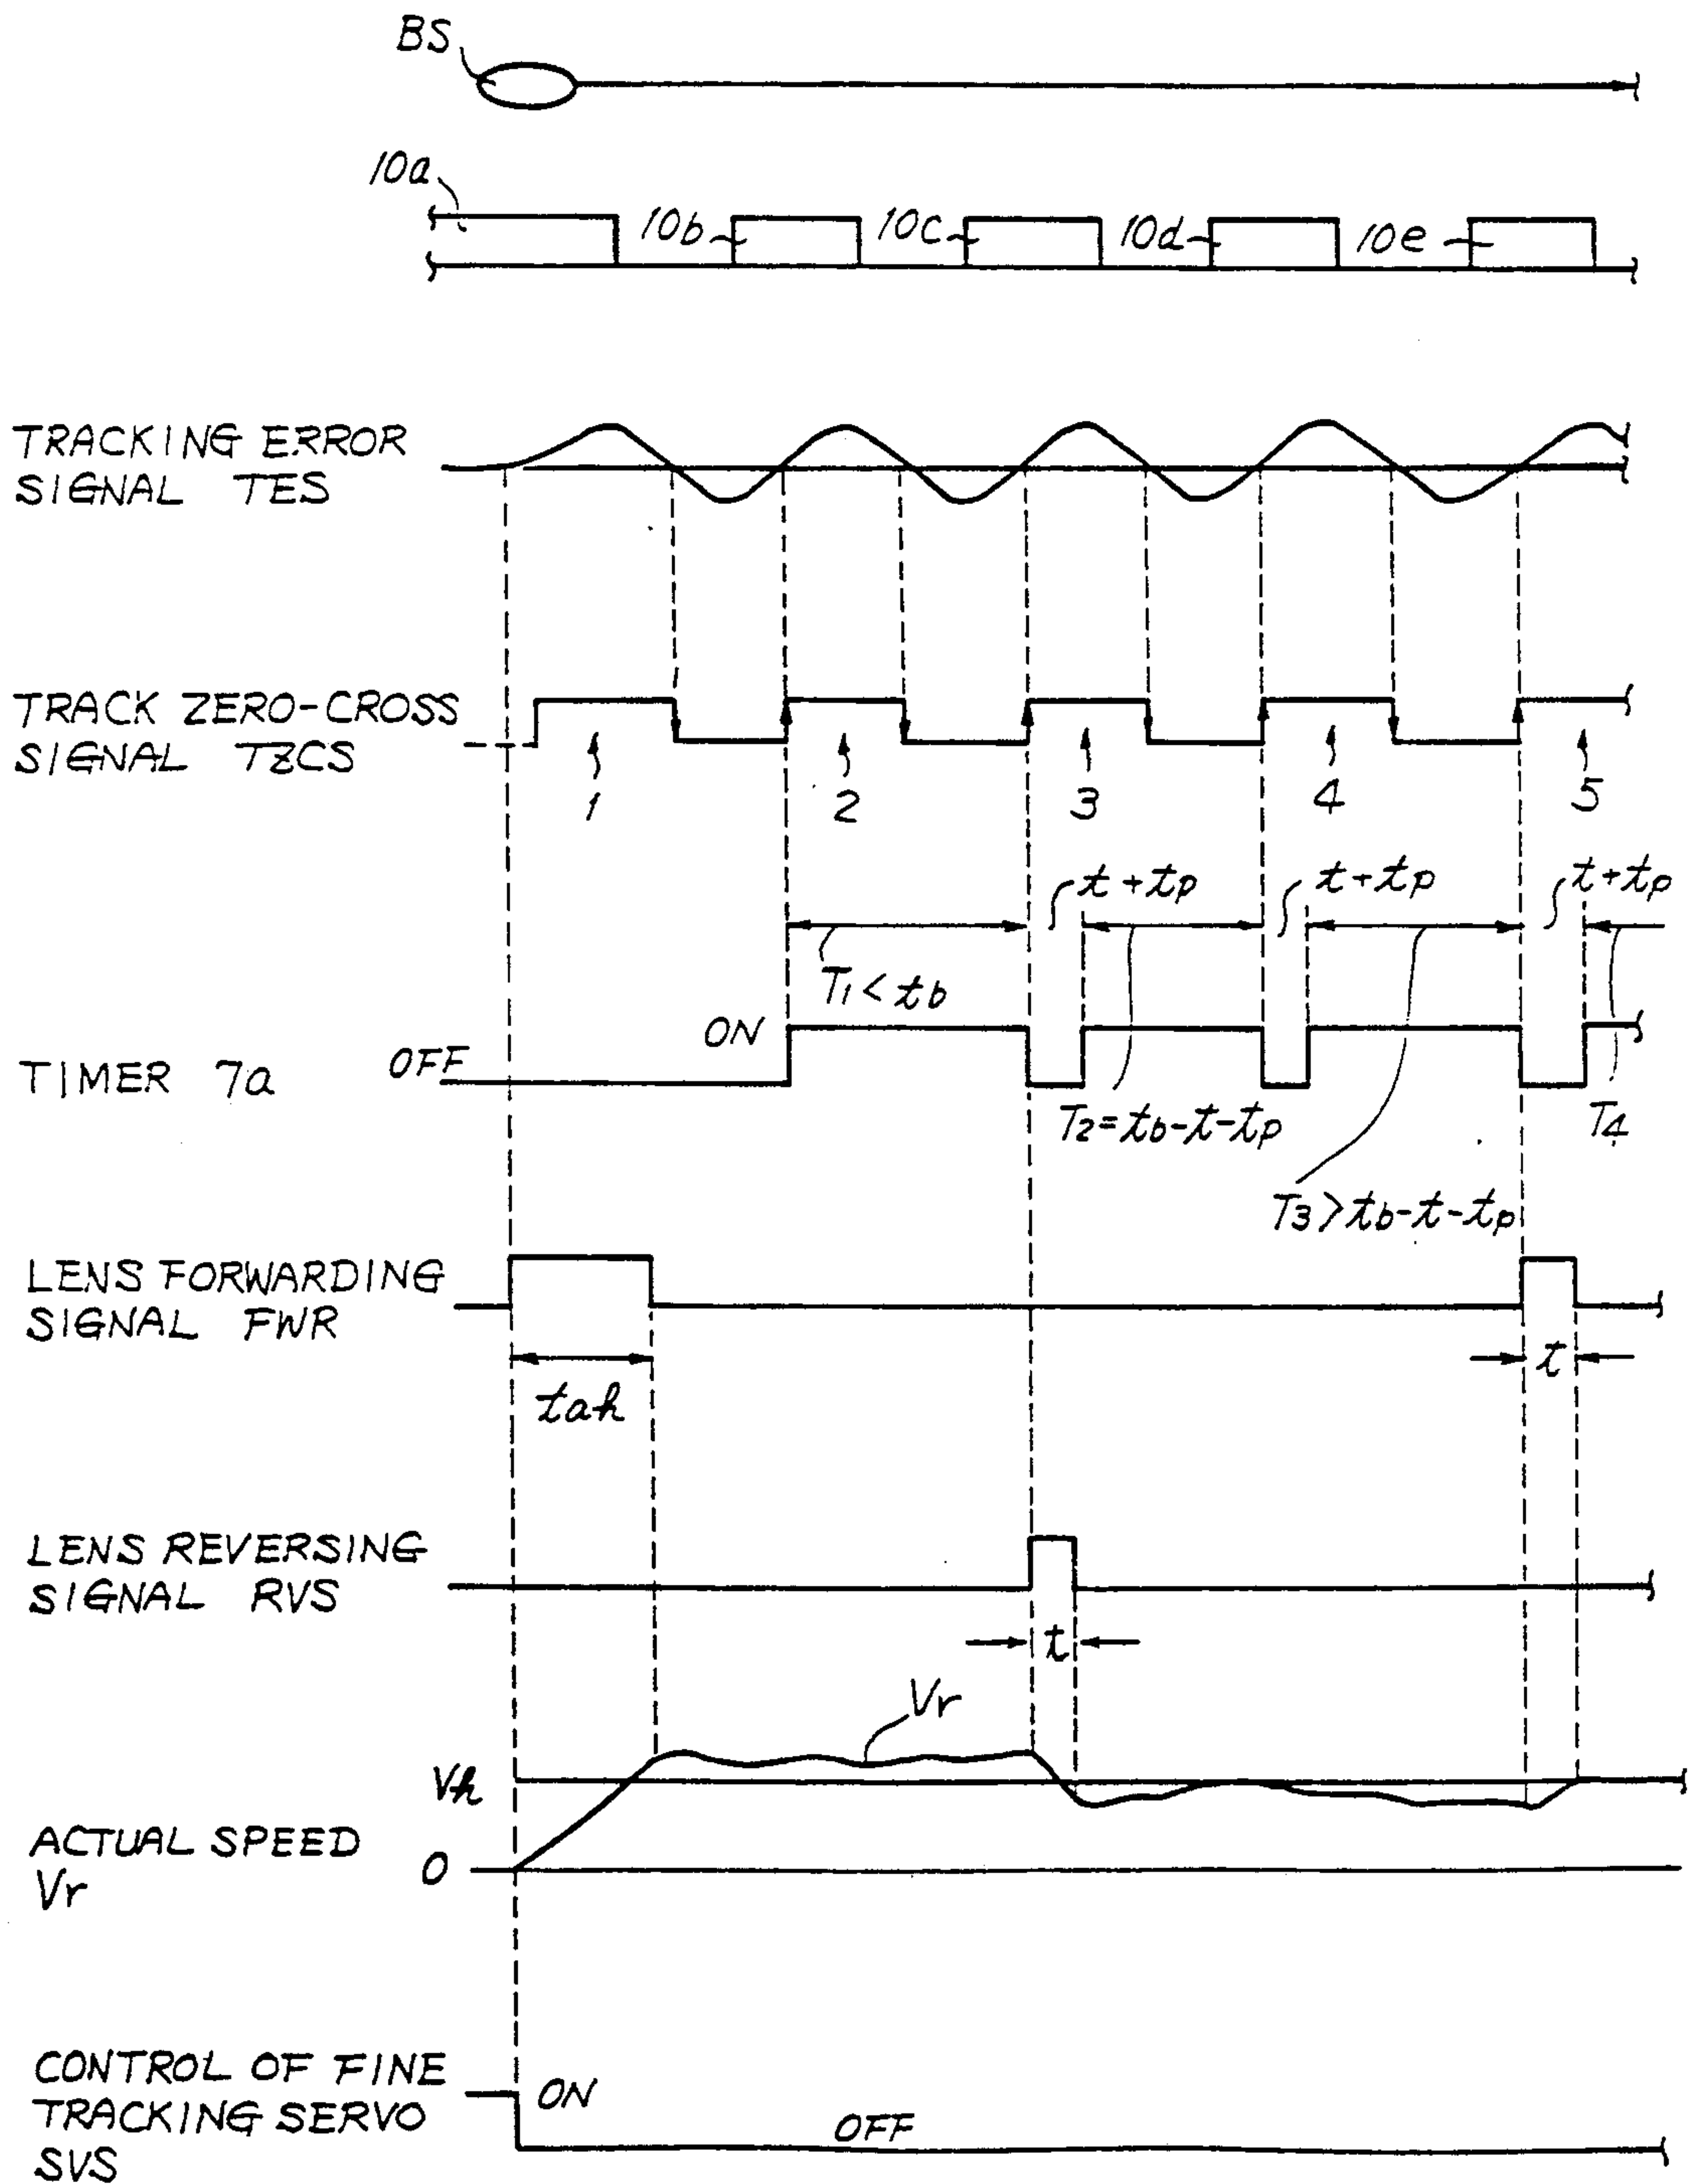 BS
10a
10b
10c
10d
10e
TRACKING ERROR
SIGNAL TES
TRACK ZERO-CROSS
SIGNAL TZCS
1
2
3
4
5
t+tp
t+tp
t+tp
T1<tb
ON
OFF
TIMER 7a
T2=tb-t-tp
T4
T3>tb-t-tp
LENS FORWARDING
SIGNAL FWR
tah
t
LENS REVERSING
SIGNAL RVS
t
Vr
Vh
ACTUAL SPEED
Vr
0
CONTROL OF FINE
TRACKING SERVO
SVS
ON
OFF